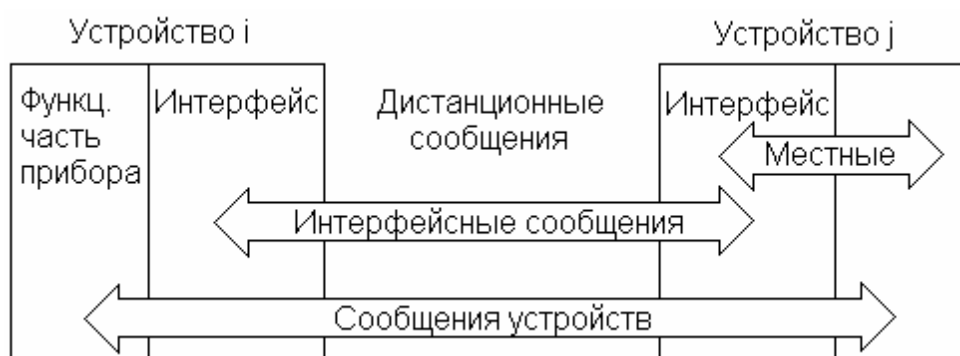 Устройство i
Устройство j
Функц.
часть
прибора
Интерфейс
Дистанционные
сообщения
Интерфейс
Местные
Интерфейсные сообщения
Сообщения устройств